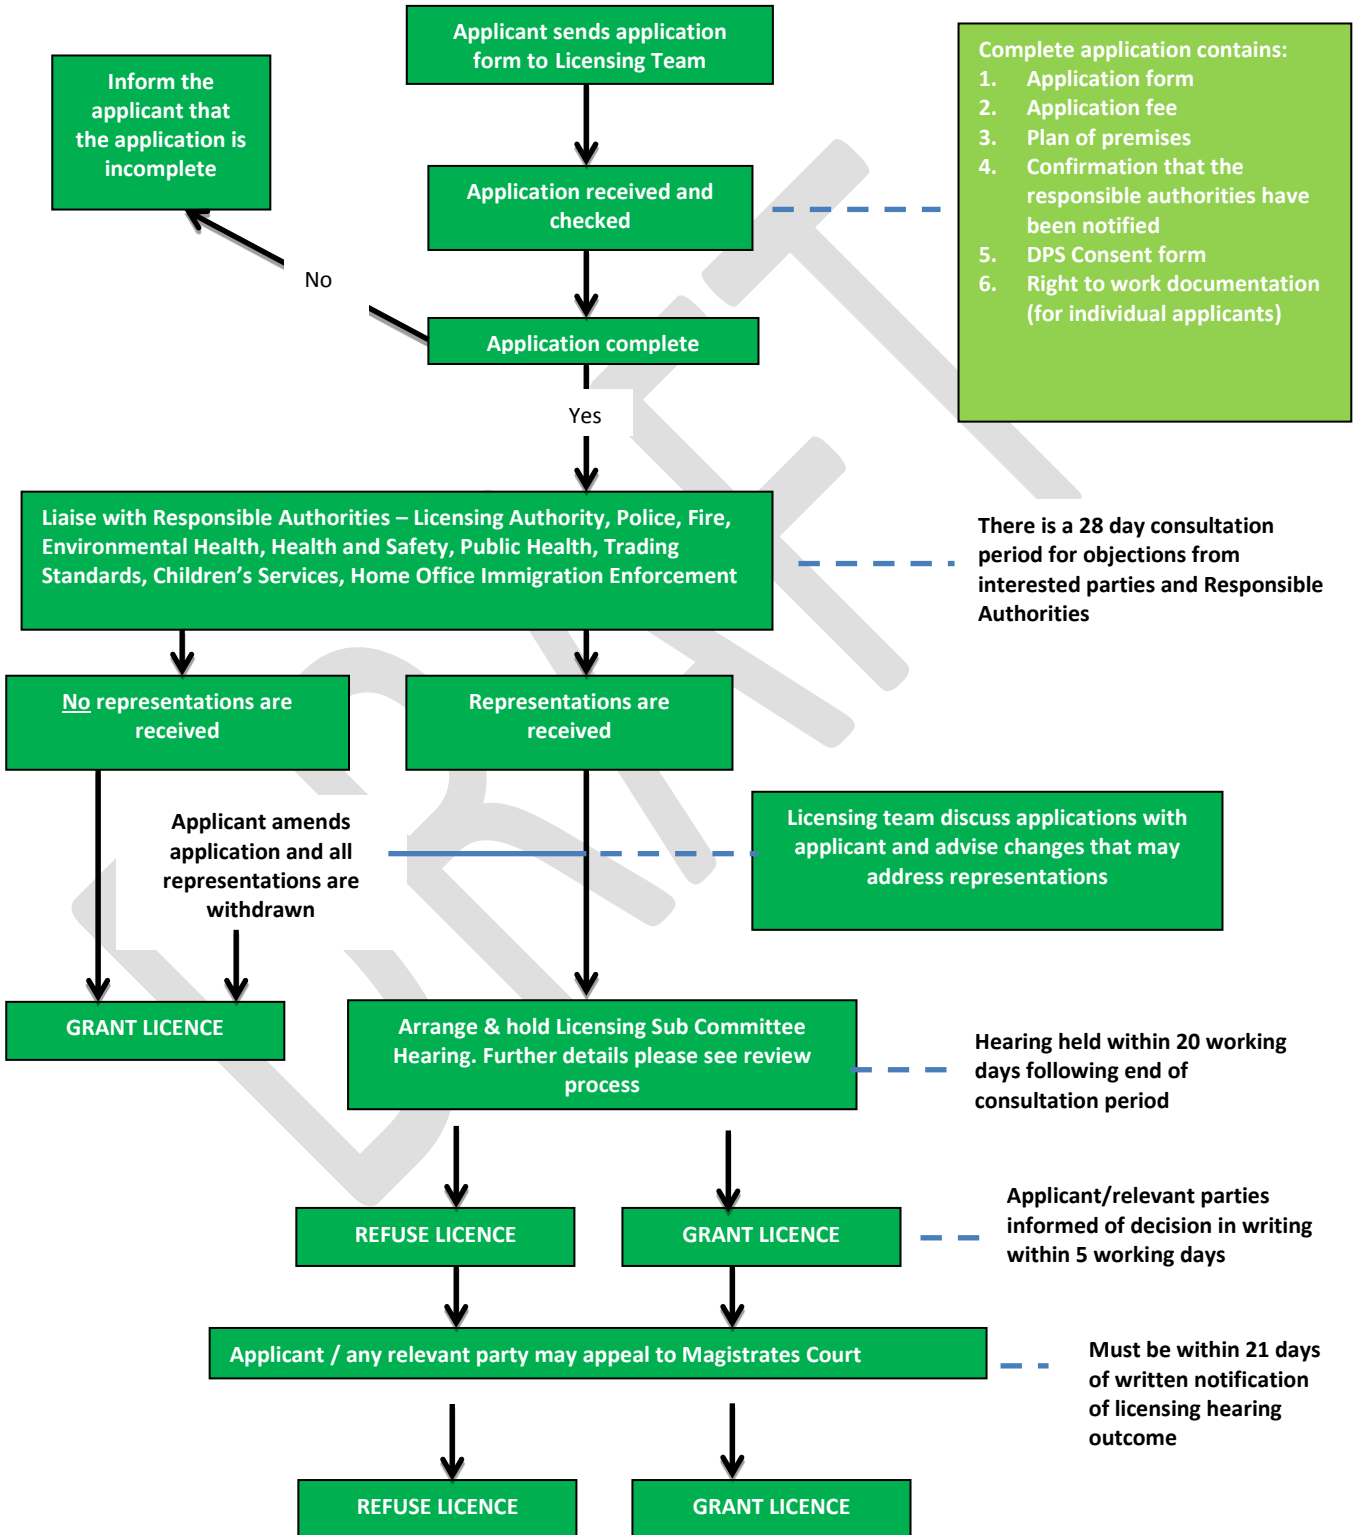 Applicant sends application
form to Licensing Team
Inform the
applicant that
the application is
incomplete
Complete application contains:
1. Application form
2. Application fee
3. Plan of premises
4. Confirmation that the
responsible authorities have
been notified
5. DPS Consent form
6. Right to work documentation
(for individual applicants)
Application received and
checked
No
Application complete
Yes
Liaise with Responsible Authorities – Licensing Authority, Police, Fire,
Environmental Health, Health and Safety, Public Health, Trading
Standards, Children’s Services, Home Office Immigration Enforcement
There is a 28 day consultation
period for objections from
interested parties and Responsible
Authorities
No representations are
received
Representations are
received
Applicant amends
application and all
representations are
withdrawn
Licensing team discuss applications with
applicant and advise changes that may
address representations
GRANT LICENCE
Arrange & hold Licensing Sub Committee
Hearing. Further details please see review
process
Hearing held within 20 working
days following end of
consultation period
REFUSE LICENCE
GRANT LICENCE
Applicant/relevant parties
informed of decision in writing
within 5 working days
Applicant / any relevant party may appeal to Magistrates Court
Must be within 21 days
of written notification
of licensing hearing
outcome
REFUSE LICENCE
GRANT LICENCE
DRAFT